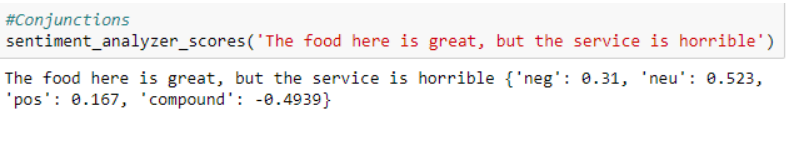 #Conjunctions
sentiment_analyzer_scores('The food here is great, but the service is horrible')
The food here is great, but the service is horrible {'neg': 0.31, 'neu': 0.523,
'pos': 0.167, 'compound': -0.4939}